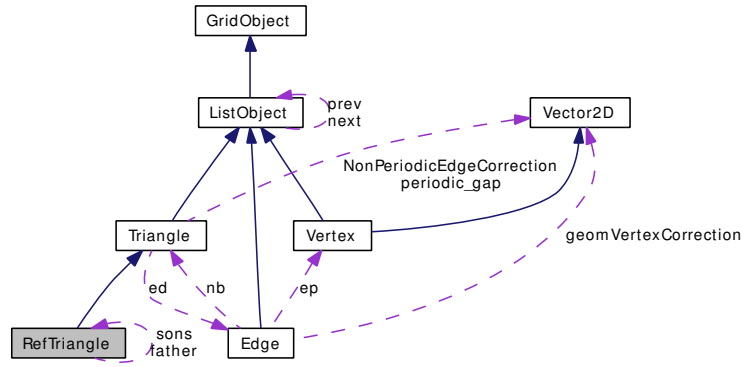 GridObject
ListObject
prev
next
Vector2D
NonPeriodicEdgeCorrection
periodic_gap
Triangle
Vertex
geomVertexCorrection
ed
nb
ep
RefTriangle
sons
father
Edge